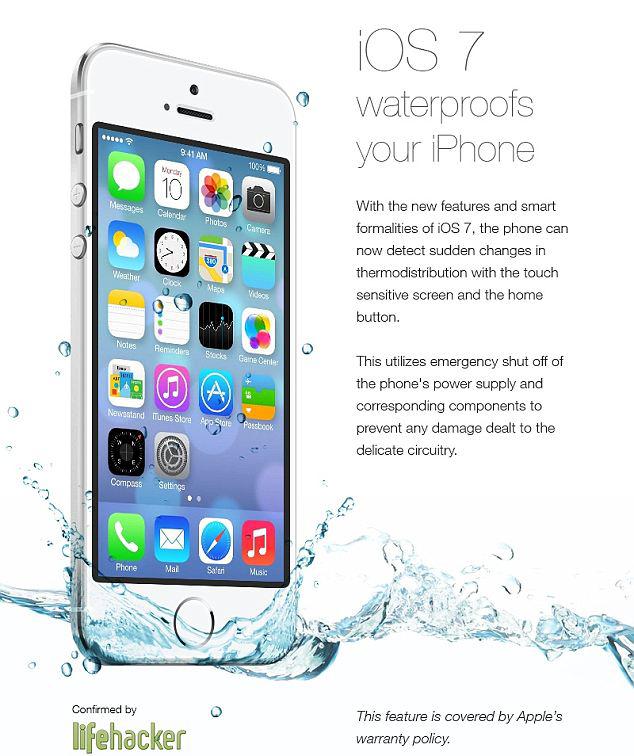 iOS 7
waterproofs
your iPhone
With the new features and smart
formalities of iOS 7, the phone can
now detect sudden changes in
thermodistribution with the touch
sensitive screen and the home
button.
This utilizes emergency shut off of
the phone's power supply and
corresponding components to
prevent any damage dealt to the
delicate circuitry.
9:41 AM
100%
Monday
10
Messages Calendar Photos Camera
280
Weather Clock Maps Videos
Notes Reminders Stocks Game Center
Newsstand iTunes Store App Store Passbook
Compass Settings
Phone Mail Safari Music
Confirmed by
lifehacker
This feature is covered by Apple's
warranty policy.